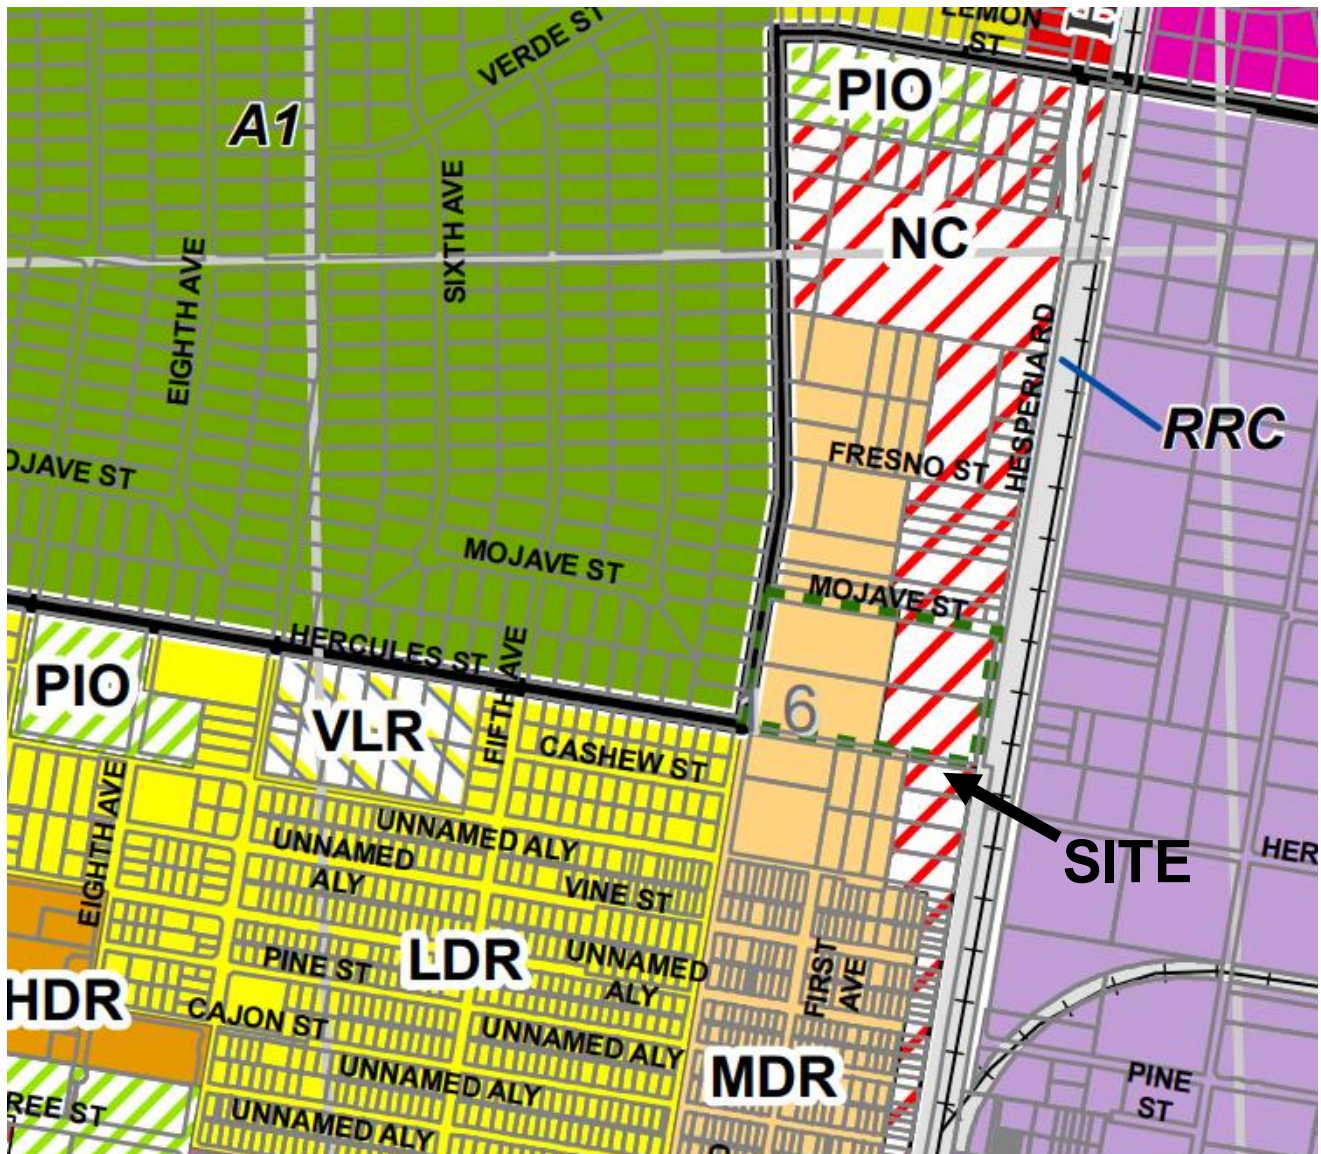 LEMON
ST
VERDE ST
PIO
A1
SIXTH AVE
NC
EIGHTH AVE
HESPERIA RD
RRC
FRESNO ST
OJAVE ST
MOJAVE ST
MOJAVE ST
HERCULES ST
FIFTH AVE
PIO
6
VLR
CASHEW ST
EIGHTH AVE
UNNAMED ALY
SITE
HER
UNNAMED
ALY
VINE ST
LDR
PINE ST
UNNAMED
ALY
FIRST
AVE
HDR
CAJON ST
UNNAMED ALY
MDR
PINE
ST
UNNAMED ALY
REE ST
UNNAMED ALY